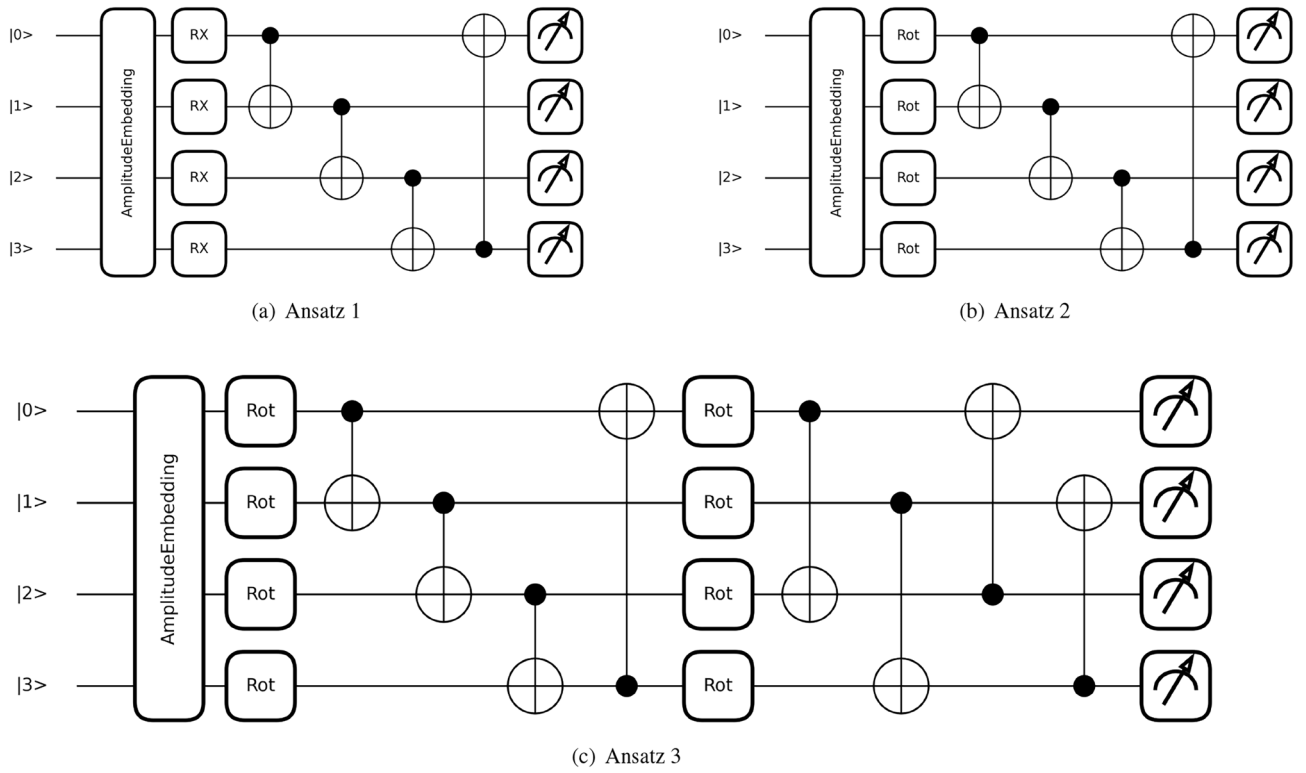 |0> RX |0> Rot
|1> RX |1> Rot
AmplitudeEmbedding AmplitudeEmbedding
|2> RX |2> Rot
|3> RX |3> Rot
(a) Ansatz 1 (b) Ansatz 2
|0> Rot Rot
|1> Rot Rot
AmplitudeEmbedding
|2> Rot Rot
|3> Rot Rot
(c) Ansatz 3